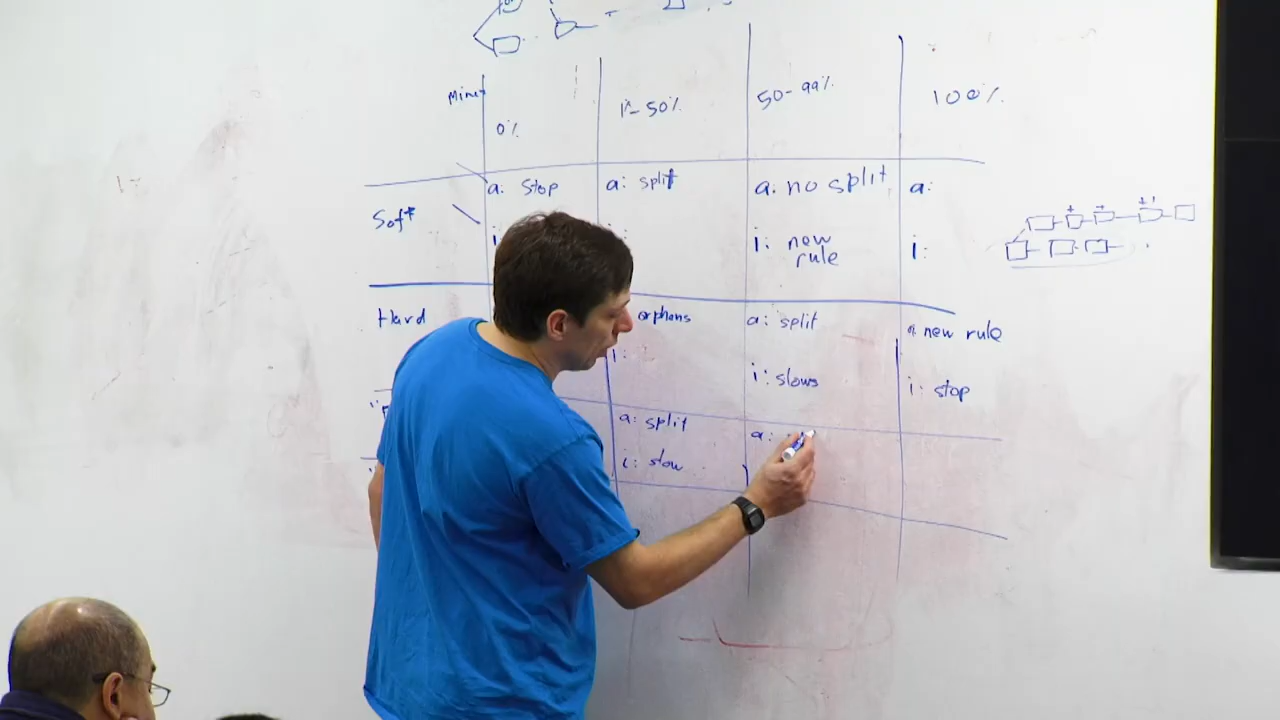 0% 1-50% 50-99% 100%
Soft a: Stop a: split a. no split a:
i: new rule i:
Hard orphans a: split new rule
i: i: slows i: stop
a: split a:
i: slow